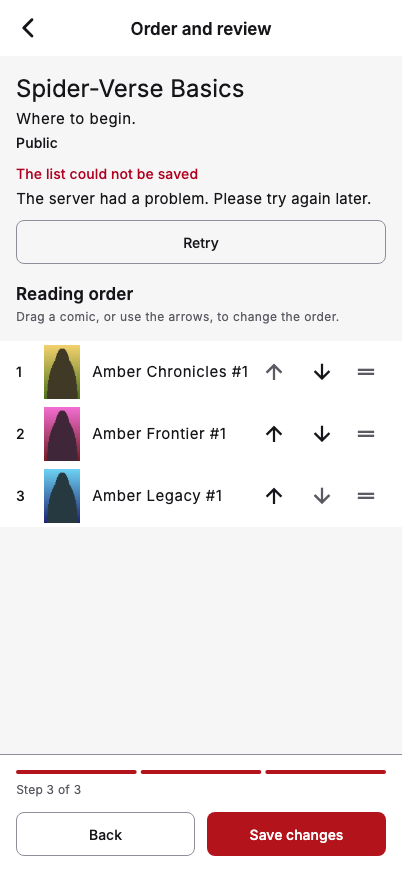 Order and review
Spider-Verse Basics
Where to begin.
Public
The list could not be saved
The server had a problem. Please try again later.
Retry
Reading order
Drag a comic, or use the arrows, to change the order.
1 Amber Chronicles #1
2 Amber Frontier #1
3 Amber Legacy #1
Step 3 of 3
Back Save changes